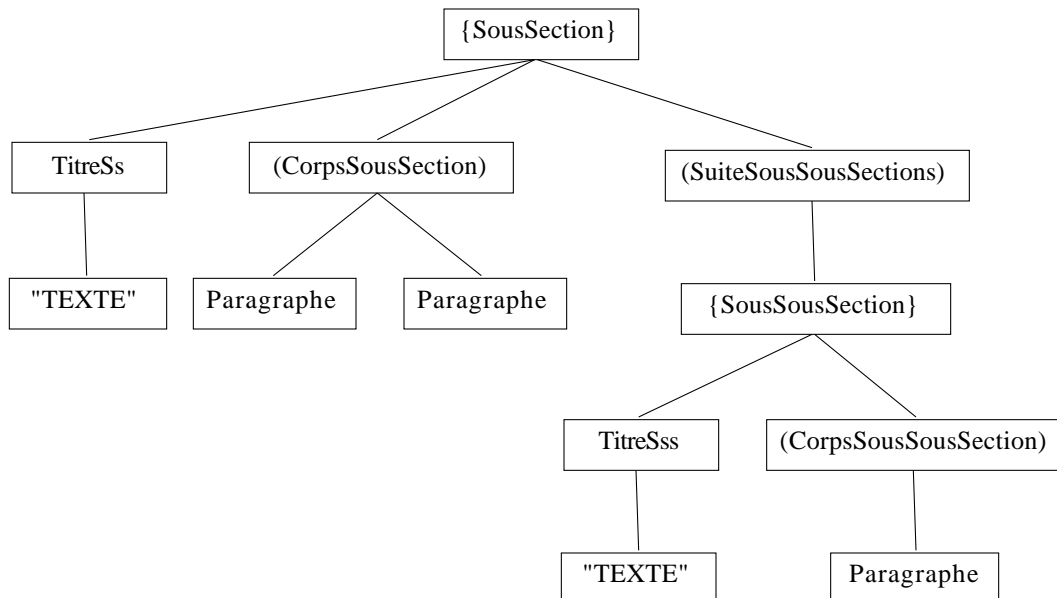 {SousSection}
TitreSs
(CorpsSousSection)
(SuiteSousSousSections)
"TEXTE"
Paragraphe
Paragraphe
{SousSousSection}
TitreSss
(CorpsSousSousSection)
"TEXTE"
Paragraphe